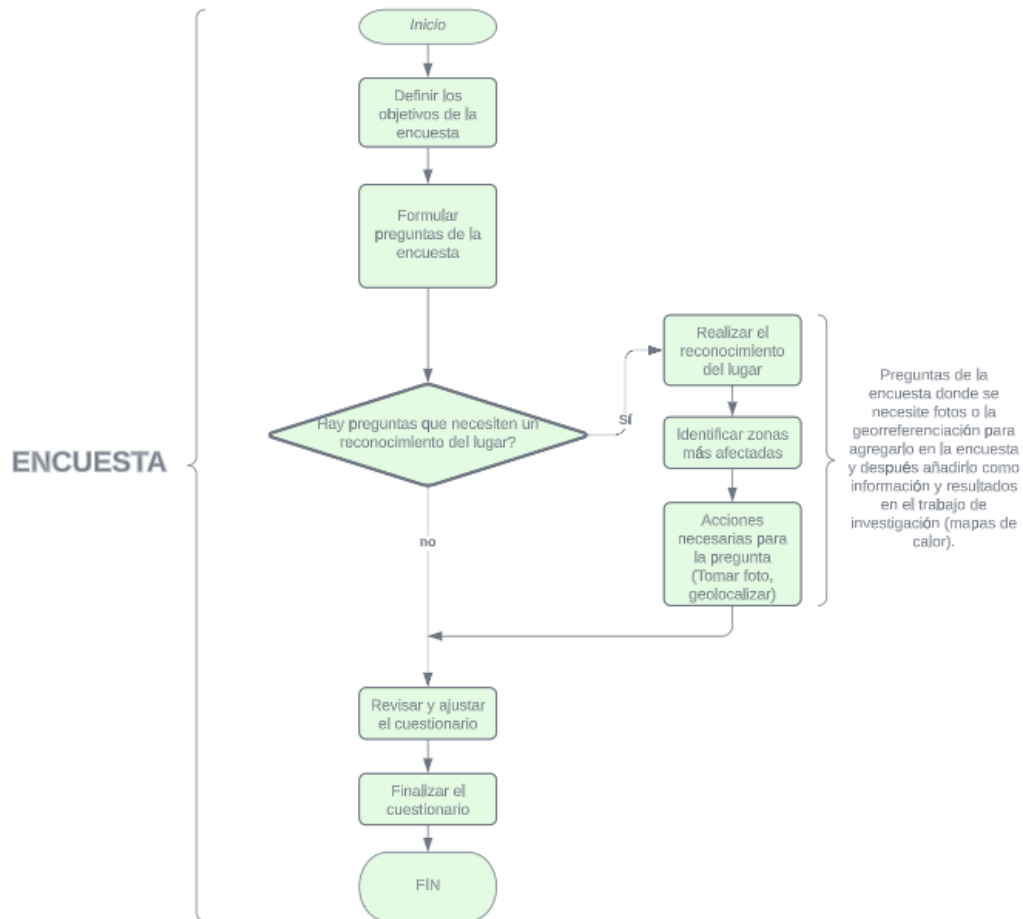 Inicio
Definir los
objetivos de la
encuesta
Formular
preguntas de la
encuesta
Hay preguntas que necesiten un
reconocimiento del lugar?
SÍ
Realizar el
reconocimiento
del lugar
Identificar zonas
más afectadas
Acciones
necesarias para
la pregunta
(Tomar foto,
geolocalizar)
Preguntas de la
encuesta donde se
necesite fotos o la
georreferenciación para
agregarlo en la encuesta
y después añadirlo como
información y resultados
en el trabajo de
investigación (mapas de
calor).
ENCUESTA
no
Revisar y ajustar
el cuestionario
Finalizar el
cuestionario
FÍN